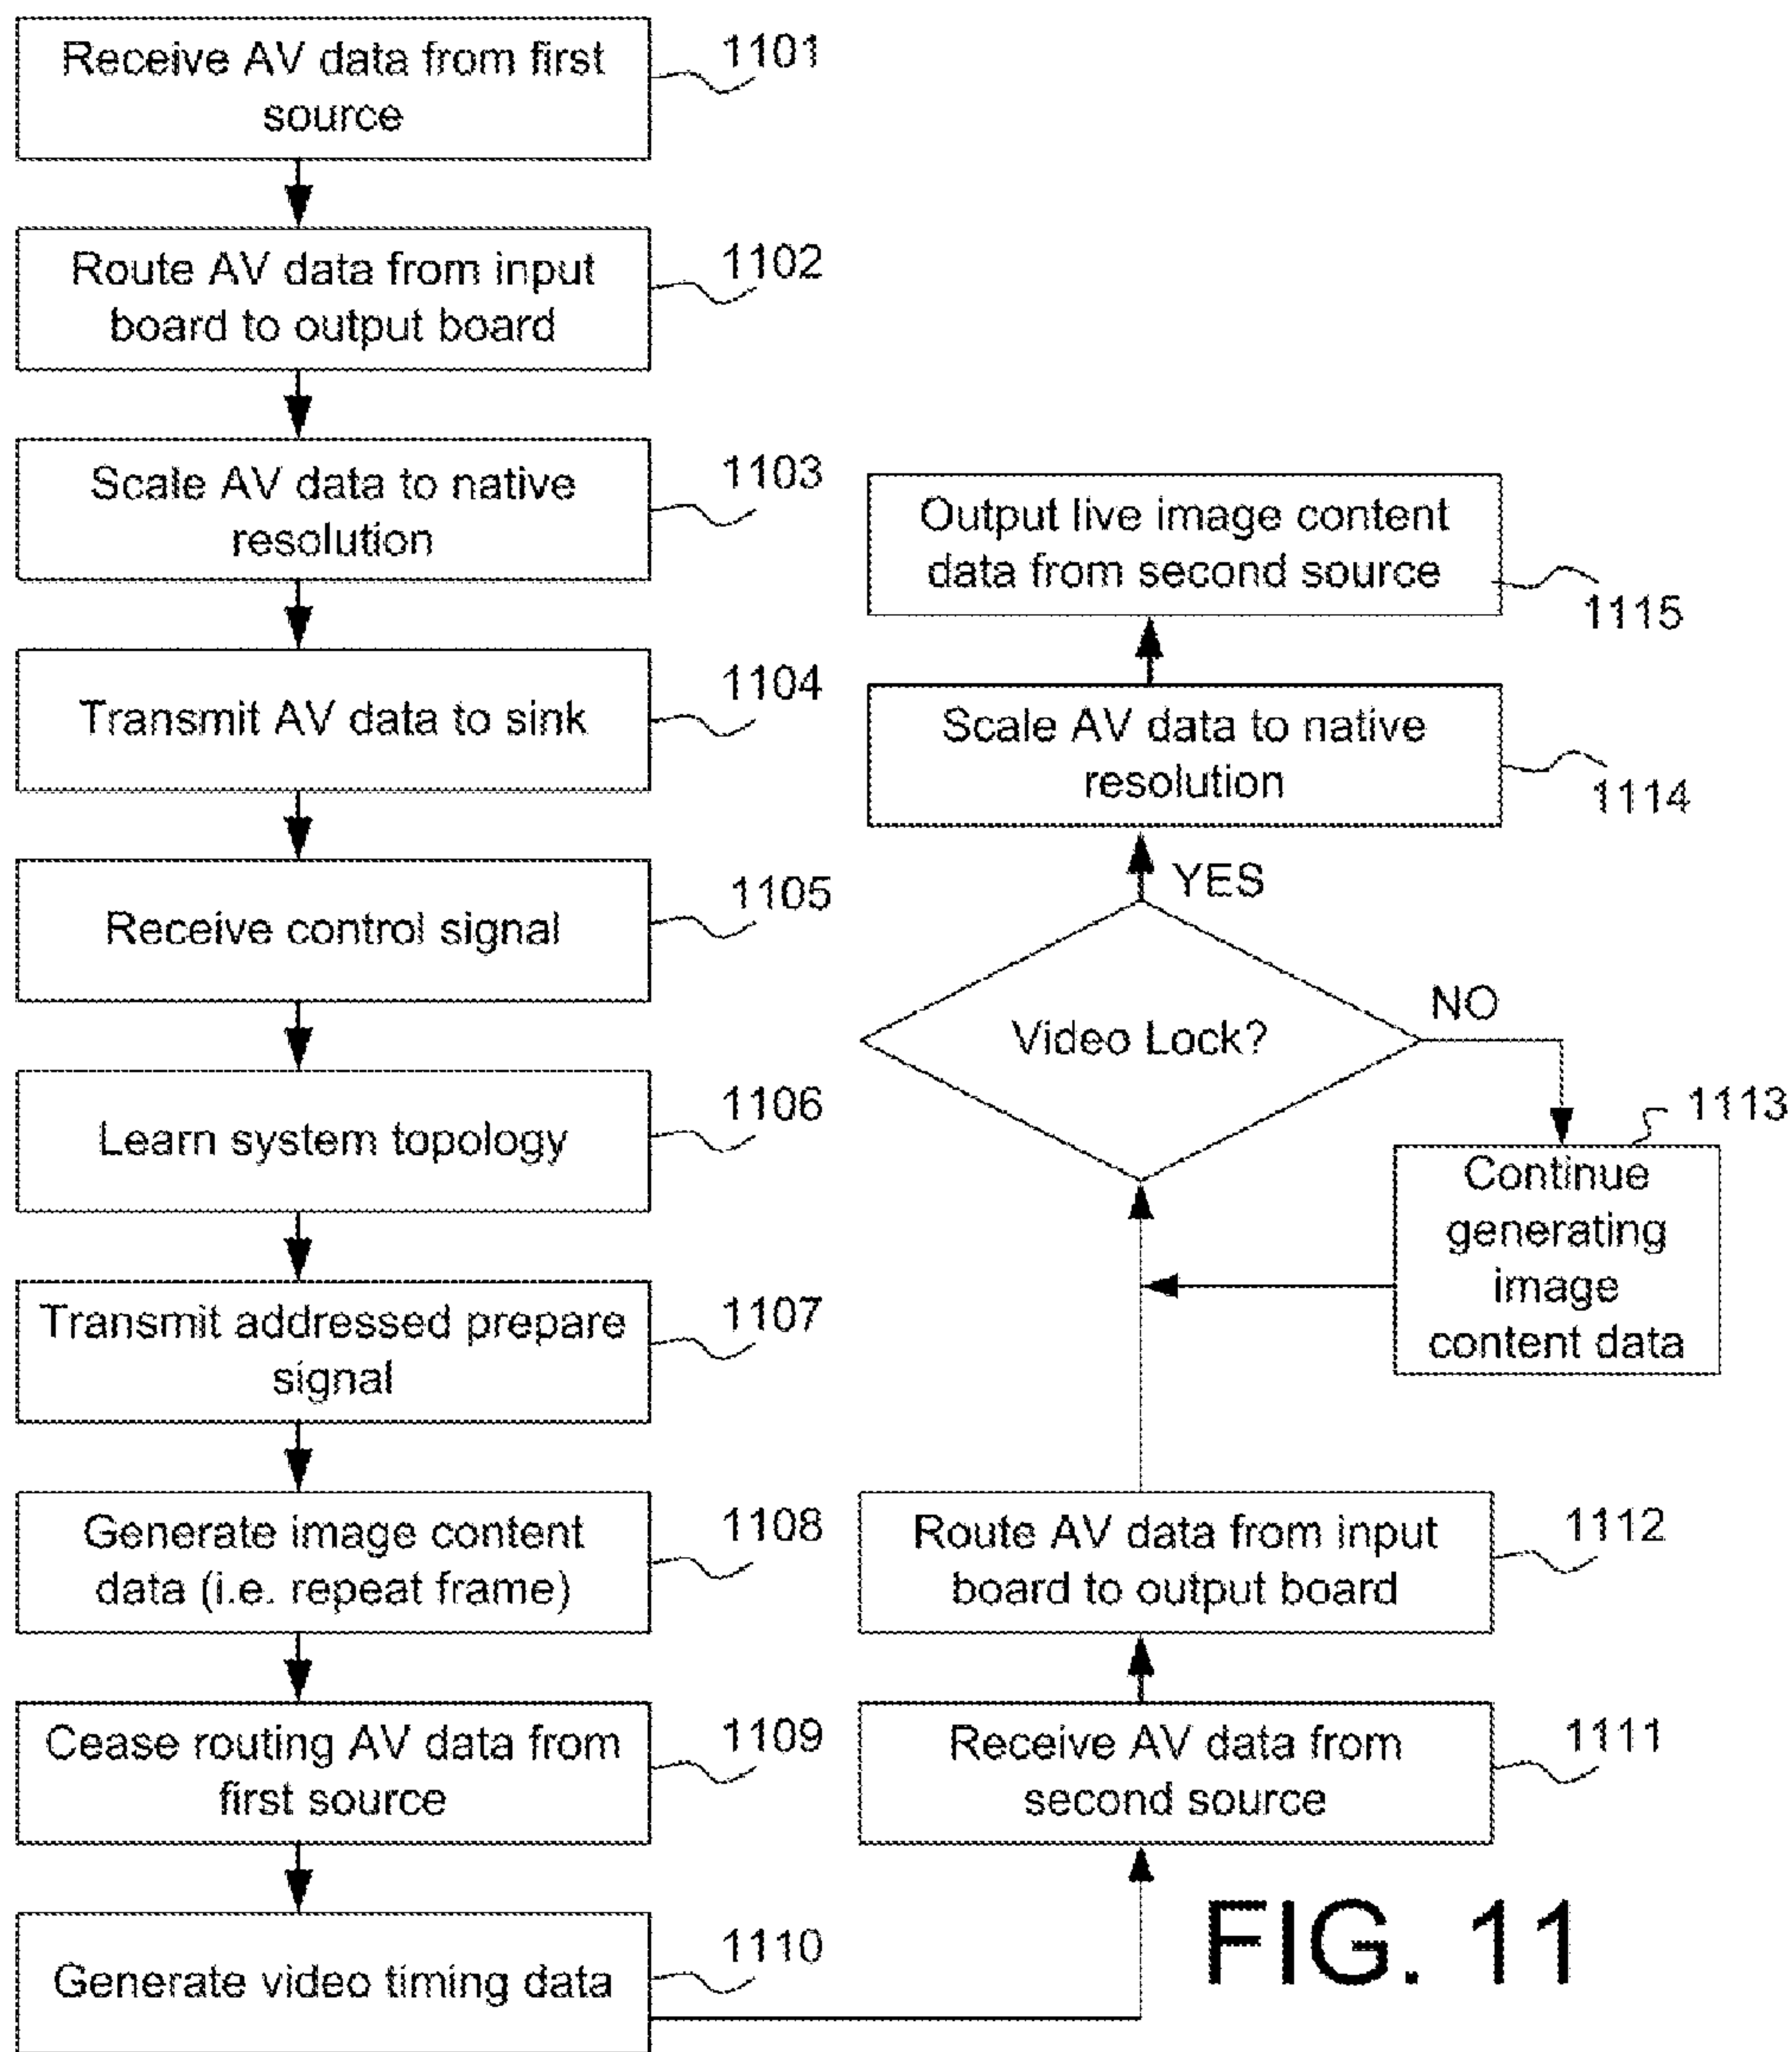 Receive AV data from first
source
1101
Route AV data from input
board to output board
1102
Scale AV data to native
resolution
1103
Transmit AV data to sink
1104
Receive control signal
1105
Learn system topology
1106
Transmit addressed prepare
signal
1107
Generate image content
data (i.e. repeat frame)
1108
Cease routing AV data from
first source
1109
Generate video timing data
1110
Receive AV data from
second source
1111
Route AV data from input
board to output board
1112
Video Lock?
NO
YES
1113
Continue
generating
image
content data
Scale AV data to native
resolution
1114
Output live image content
data from second source
1115
FIG. 11